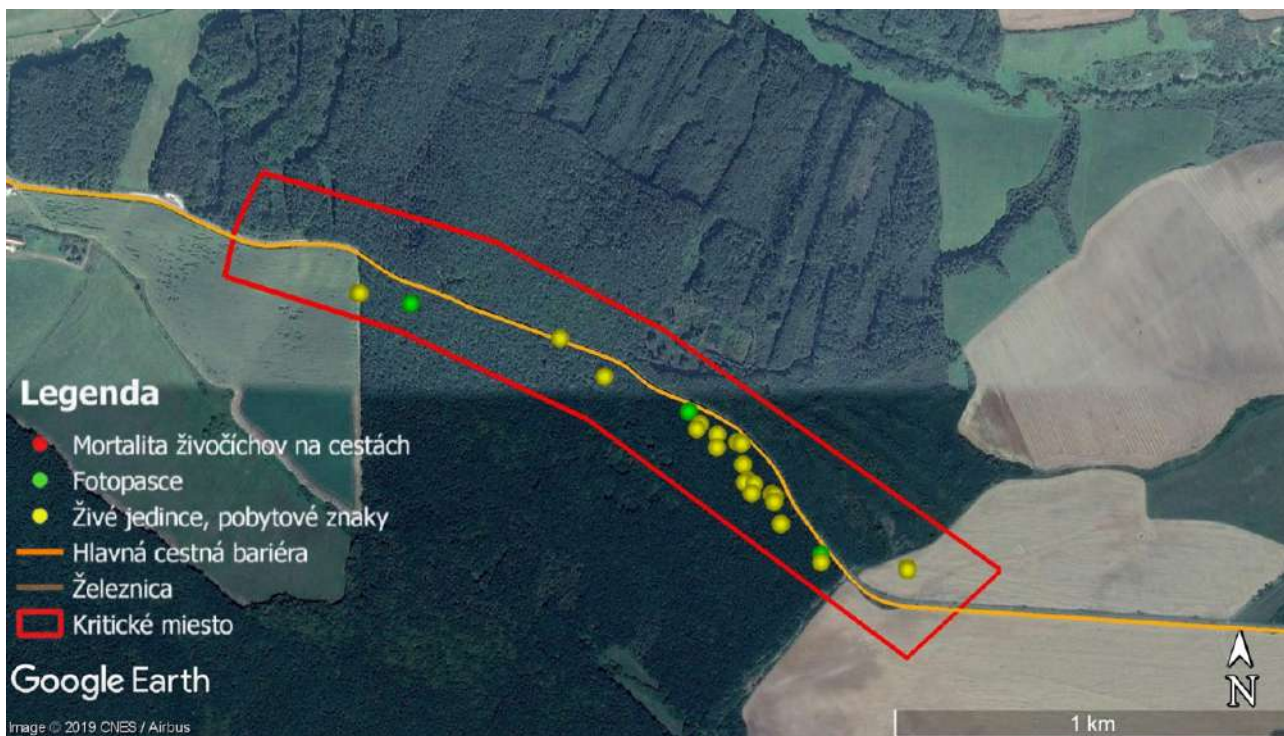 Legenda
Mortalita živočíchov na cestách
Fotopasce
Živé jedince, pobytové znaky
Hlavná cestná bariéra
Železnica
Kritické miesto
Google Earth
Image © 2019 CNES / Airbus
N
1 km